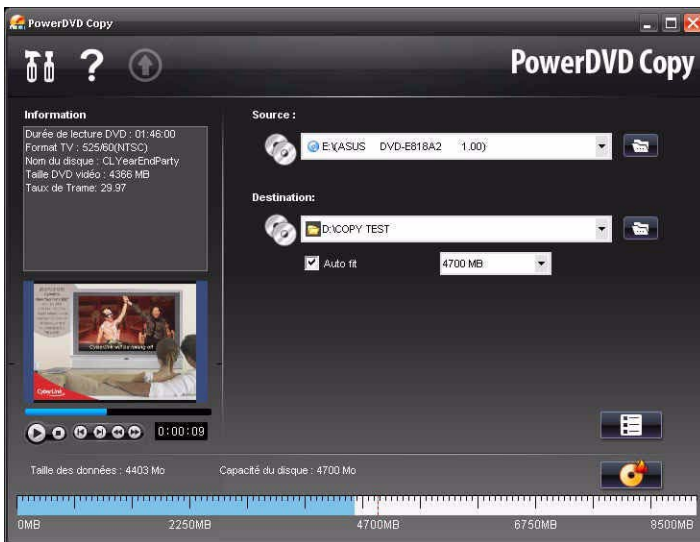 PowerDVD Copy
PowerDVD Copy
Information
Durée de lecture DVD : 01:46:00
Format TV : 525/60(NTSC)
Nom du disque : CLYearEndParty
Taille DVD vidéo : 4366 MB
Taux de Trame: 29.97
Source :
E:\(ASUS DVD-E818A2 1.00)
Destination:
D:\COPY TEST
Auto fit
4700 MB
CyberLink
0:00:09
Taille des données : 4403 Mo
Capacité du disque : 4700 Mo
0MB
2250MB
4700MB
6750MB
8500MB